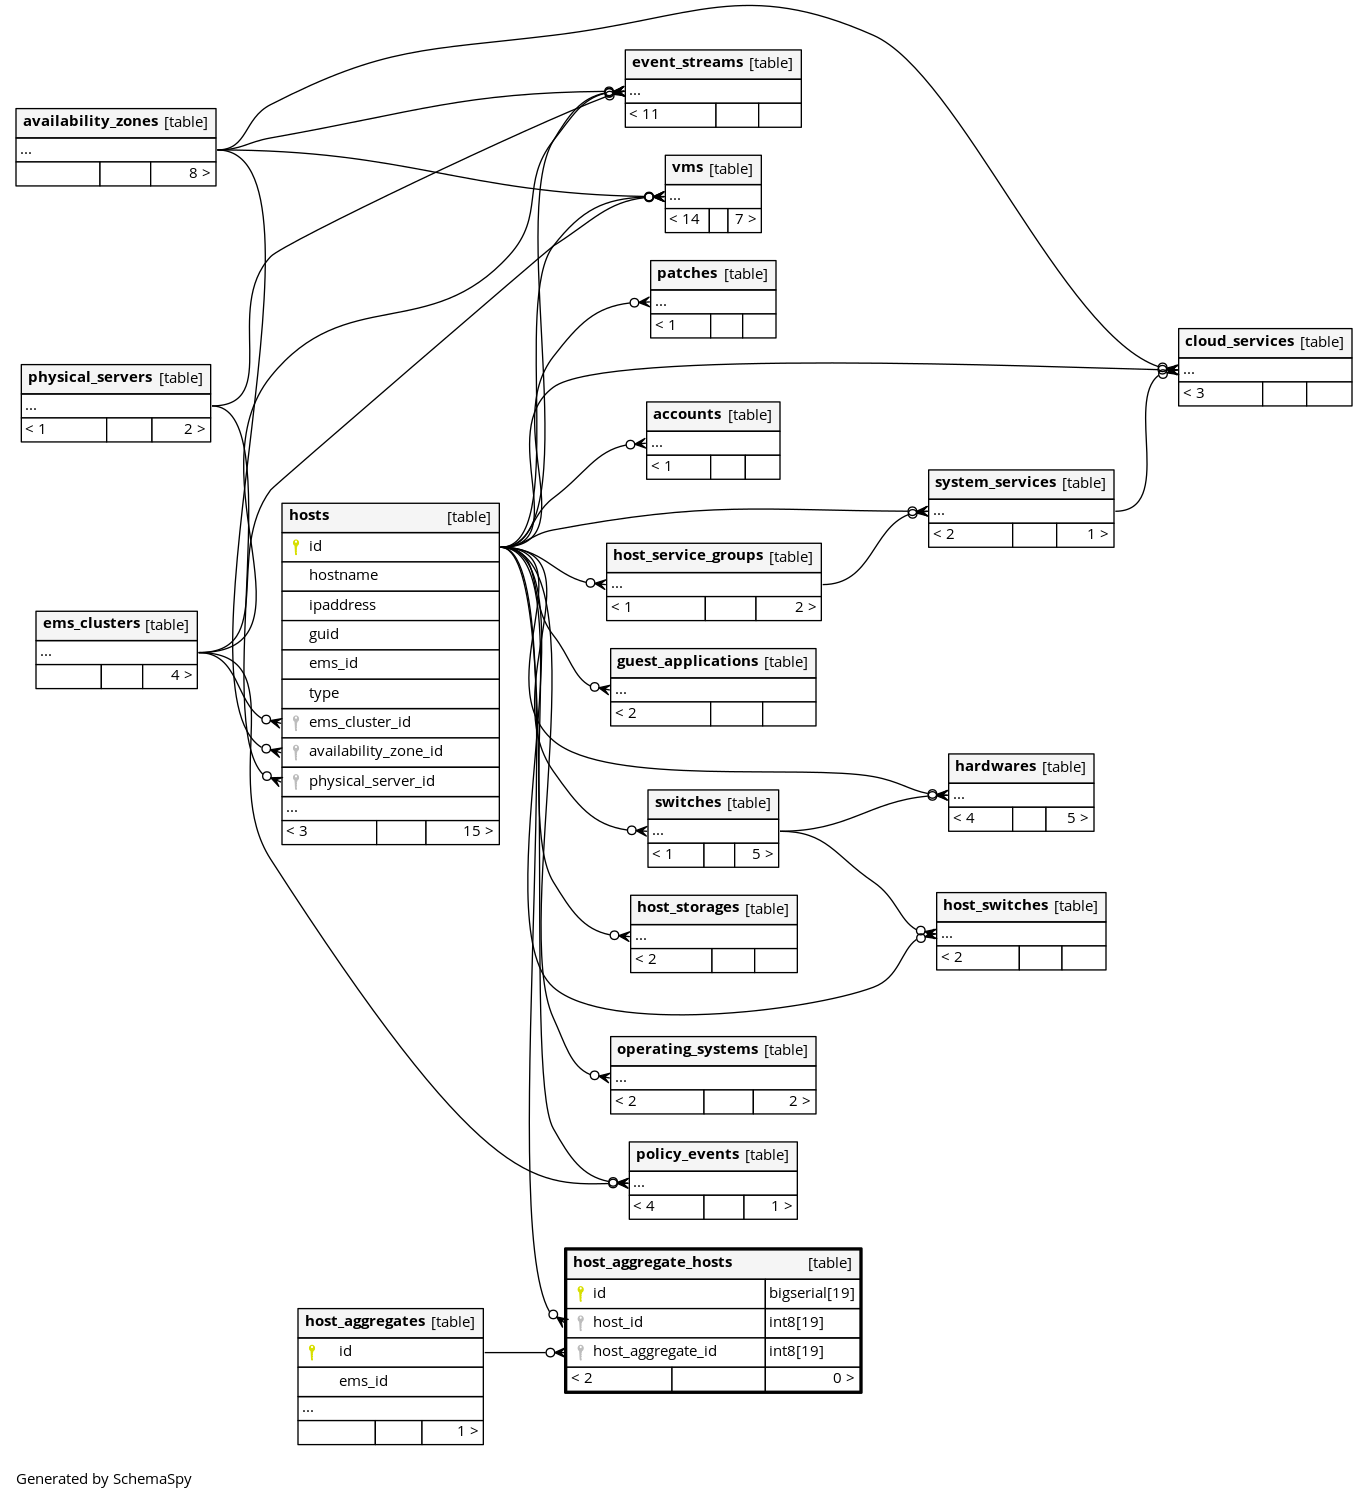 event_streams [table]
...
< 11
availability_zones [table]
...
8 >
vms [table]
...
< 14 7 >
patches [table]
...
< 1
cloud_services [table]
...
< 3
physical_servers [table]
...
< 1 2 >
accounts [table]
...
< 1
system_services [table]
...
< 2 1 >
hosts [table]
id
hostname
ipaddress
guid
ems_id
type
ems_cluster_id
availability_zone_id
physical_server_id
...
< 3 15 >
host_service_groups [table]
...
< 1 2 >
ems_clusters [table]
...
4 >
guest_applications [table]
...
< 2
hardwares [table]
...
< 4 5 >
switches [table]
...
< 1 5 >
host_storages [table]
...
< 2
host_switches [table]
...
< 2
operating_systems [table]
...
< 2 2 >
policy_events [table]
...
< 4 1 >
host_aggregate_hosts [table]
id bigserial[19]
host_id int8[19]
host_aggregate_id int8[19]
< 2 0 >
host_aggregates [table]
id
ems_id
...
1 >
Generated by SchemaSpy